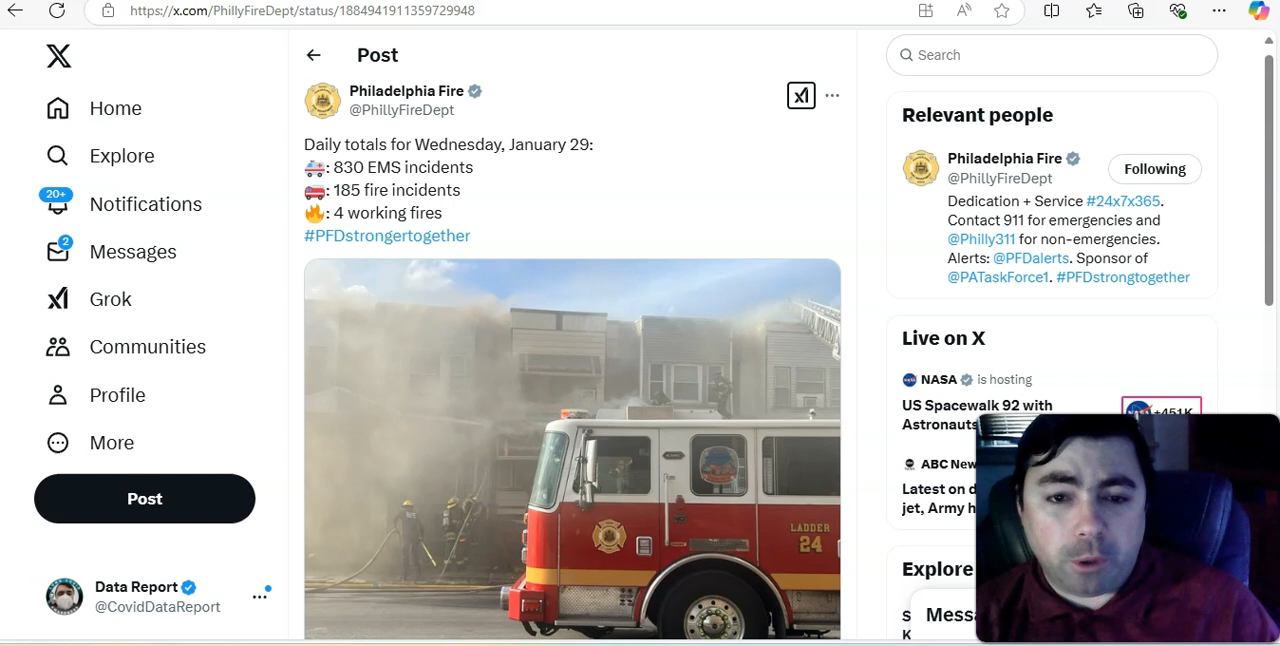 https://x.com/PhillyFireDept/status/1884941911359729948
Home
Explore
20+
Notifications
2
Messages
Grok
Communities
Profile
More
Post
Data Report
@CovidDataReport
Post
Philadelphia Fire
@PhillyFireDept
Daily totals for Wednesday, January 29:
: 830 EMS incidents
: 185 fire incidents
: 4 working fires
#PFDstrongertogether
LADDER
24
Search
Relevant people
Philadelphia Fire
@PhillyFireDept
Following
Dedication + Service #24x7x365.
Contact 911 for emergencies and
@Philly311 for non-emergencies.
Alerts: @PFDalerts. Sponsor of
@PATaskForce1. #PFDstrongtogether
Live on X
NASA is hosting
US Spacewalk 92 with
Astronauts
+451K
ABC New
Latest on d
jet, Army h
Explore
s
K
Messa